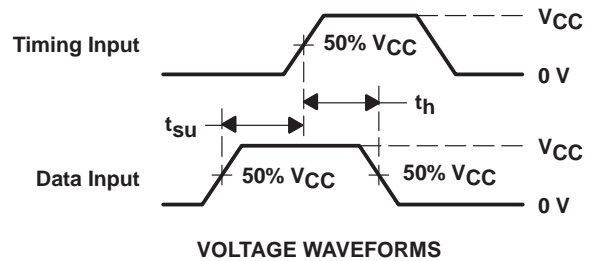 VCC
Timing Input
50% VCC
0 V
th
tsu
VCC
Data Input
50% VCC
50% VCC
0 V
VOLTAGE WAVEFORMS